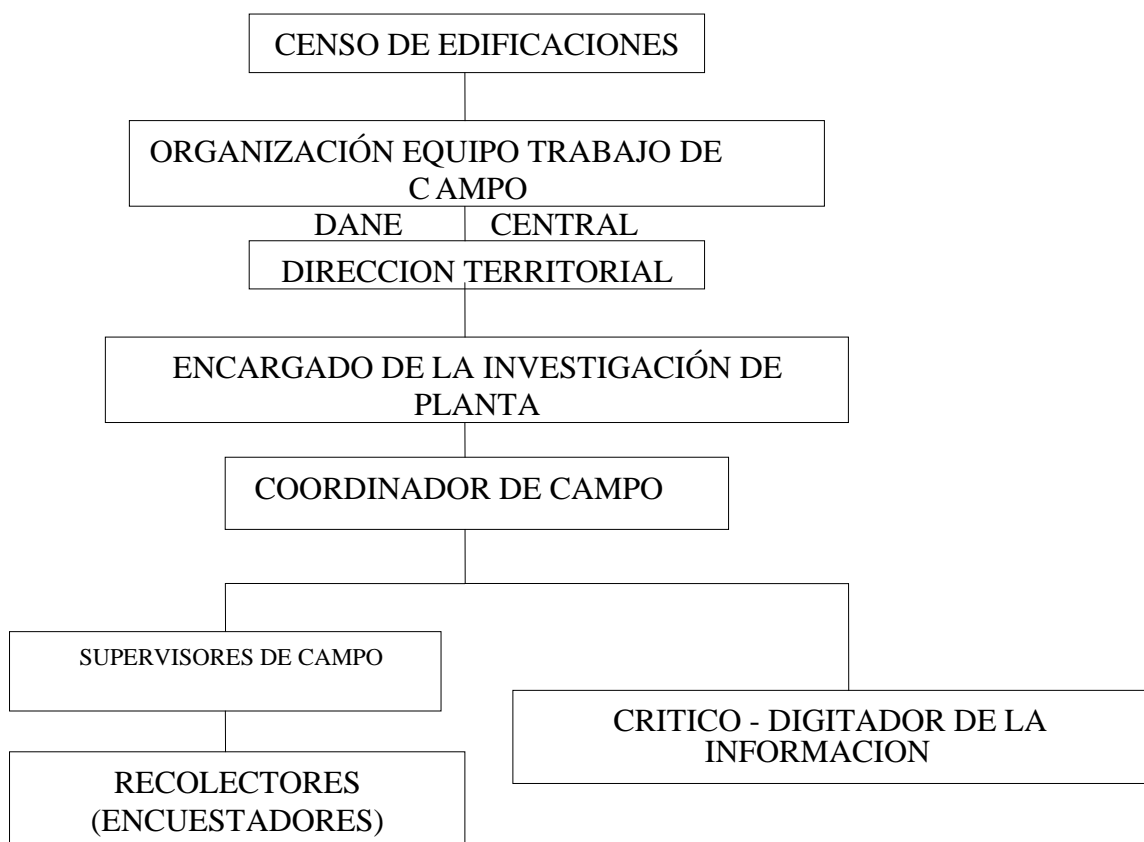 CENSO DE EDIFICACIONES
ORGANIZACIÓN EQUIPO TRABAJO DE
C AMPO
DANE CENTRAL
DIRECCION TERRITORIAL
ENCARGADO DE LA INVESTIGACIÓN DE
PLANTA
COORDINADOR DE CAMPO
SUPERVISORES DE CAMPO
RECOLECTORES
(ENCUESTADORES)
CRITICO - DIGITADOR DE LA
INFORMACION